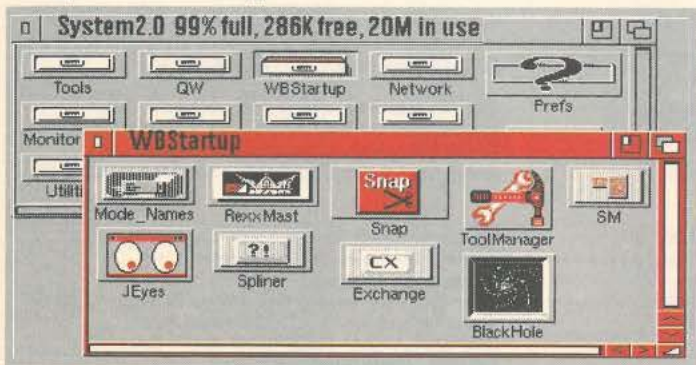 System2.0 99% full, 286K free, 20M in use
Tools QW WBStartup Network Prefs
Monitor
Utilit
WBStartup
Mode_Names RexxMast Snap ToolManager SM
Snap
JEyes Spliner Exchange BlackHole
?!
CX